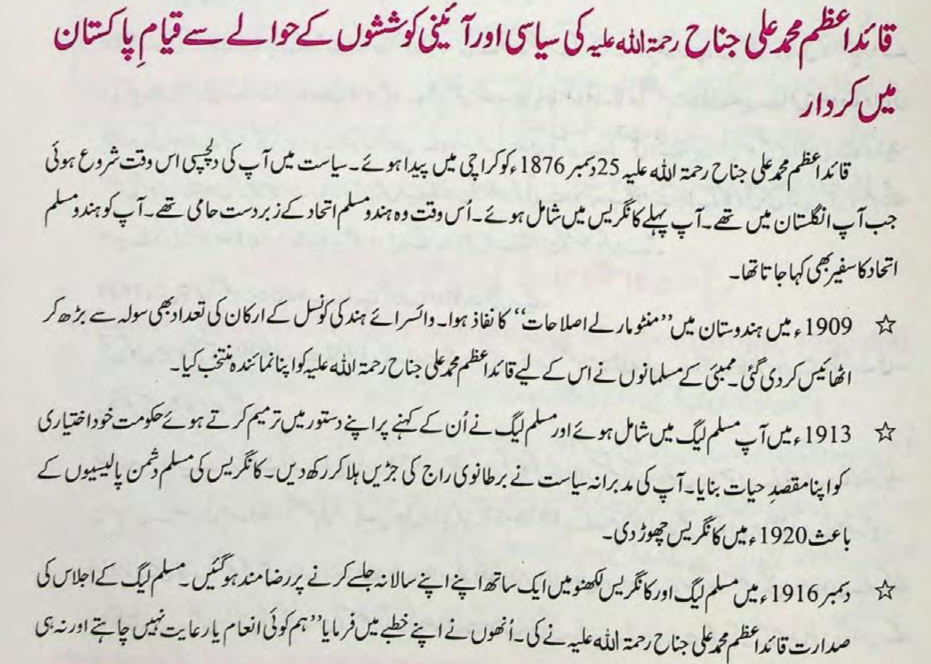 قائداعظم محمد علی جناح رحمۃ اللہ علیہ کی سیاسی اور آئینی کوششوں کے حوالے سے قیامِ پاکستان
میں کردار
قائداعظم محمد علی جناح رحمۃ اللہ علیہ 25 دسمبر 1876ء کو کراچی میں پیدا ہوئے۔ سیاست میں آپ کی دلچسپی اس وقت شروع ہوئی
جب آپ انگلستان میں تھے۔ آپ پہلے کانگریس میں شامل ہوئے۔ اُس وقت وہ ہندو مسلم اتحاد کے زبردست حامی تھے۔ آپ کو ہندو مسلم
اتحاد کا سفیر بھی کہا جاتا تھا۔
☆ 1909ء میں ہندوستان میں ”منٹو مارلے اصلاحات“ کا نفاذ ہوا۔ وائسرائے ہند کی کونسل کے ارکان کی تعداد بھی سولہ سے بڑھ کر
اٹھائیس کر دی گئی۔ ممبئی کے مسلمانوں نے اس کے لیے قائداعظم محمد علی جناح رحمۃ اللہ علیہ کو اپنا نمائندہ منتخب کیا۔
☆ 1913ء میں آپ مسلم لیگ میں شامل ہوئے اور مسلم لیگ نے اُن کے کہنے پر اپنے دستور میں ترمیم کرتے ہوئے حکومت خود اختیاری
کو اپنا مقصدِ حیات بنایا۔ آپ کی مدبرانہ سیاست نے برطانوی راج کی جڑیں ہلا کر رکھ دیں۔ کانگریس کی مسلم دشمن پالیسیوں کے
باعث 1920ء میں کانگریس چھوڑ دی۔
☆ دسمبر 1916ء میں مسلم لیگ اور کانگریس لکھنو میں ایک ساتھ اپنے اپنے سالانہ جلسے کرنے پر رضامند ہو گئیں۔ مسلم لیگ کے اجلاس کی
صدارت قائداعظم محمد علی جناح رحمۃ اللہ علیہ نے کی۔ اُنھوں نے اپنے خطبے میں فرمایا ”ہم کوئی انعام یا رعایت نہیں چاہتے اور نہ ہی